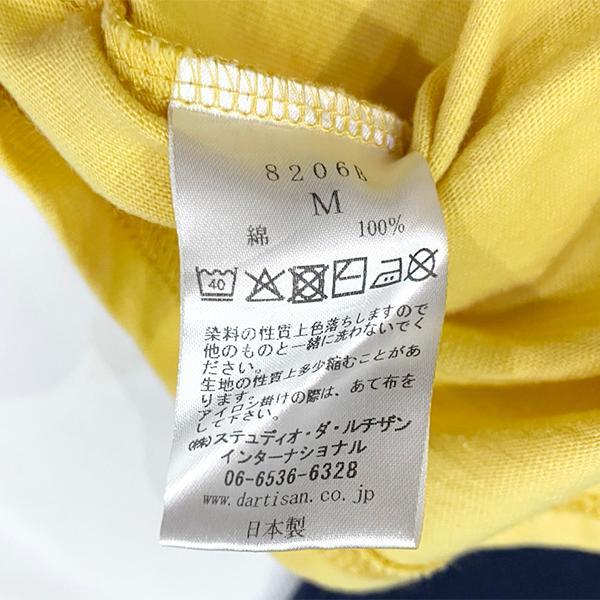 8206B
M
綿 100%
40
染料の性質上色落ちしますので
他のものと一緒に洗わないでく
ださい。
生地の性質上多少縮むことがあ
ります。
アイロン掛けの際は、あて布を
して下さい。
(株)ステュディオ・ダ・ルチザン
インターナショナル
06-6536-6328
www.dartisan.co.jp
日本製